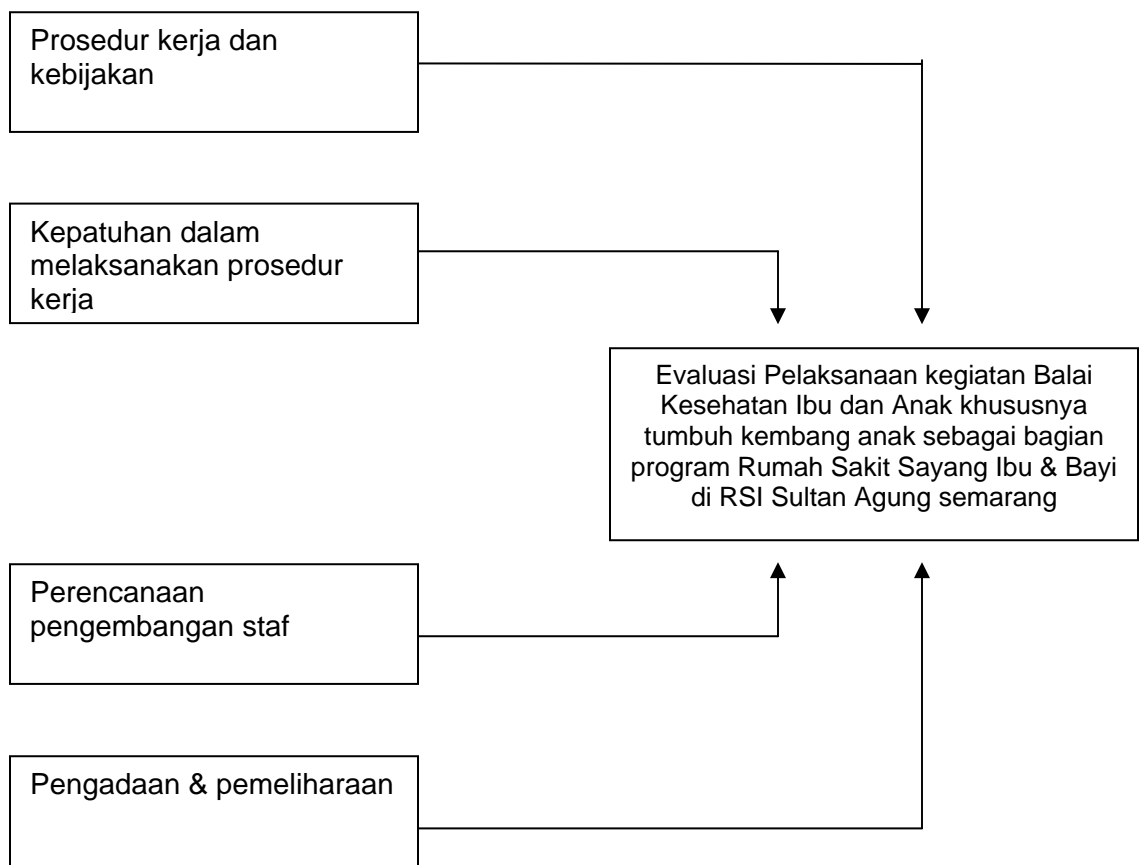 Prosedur kerja dan
kebijakan
Kepatuhan dalam
melaksanakan prosedur
kerja
Evaluasi Pelaksanaan kegiatan Balai
Kesehatan Ibu dan Anak khususnya
tumbuh kembang anak sebagai bagian
program Rumah Sakit Sayang Ibu & Bayi
di RSI Sultan Agung semarang
Perencanaan
pengembangan staf
Pengadaan & pemeliharaan